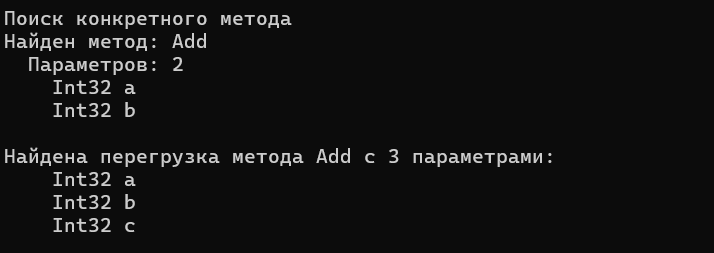 Поиск конкретного метода
Найден метод: Add
  Параметров: 2
    Int32 a
    Int32 b

Найдена перегрузка метода Add с 3 параметрами:
    Int32 a
    Int32 b
    Int32 c